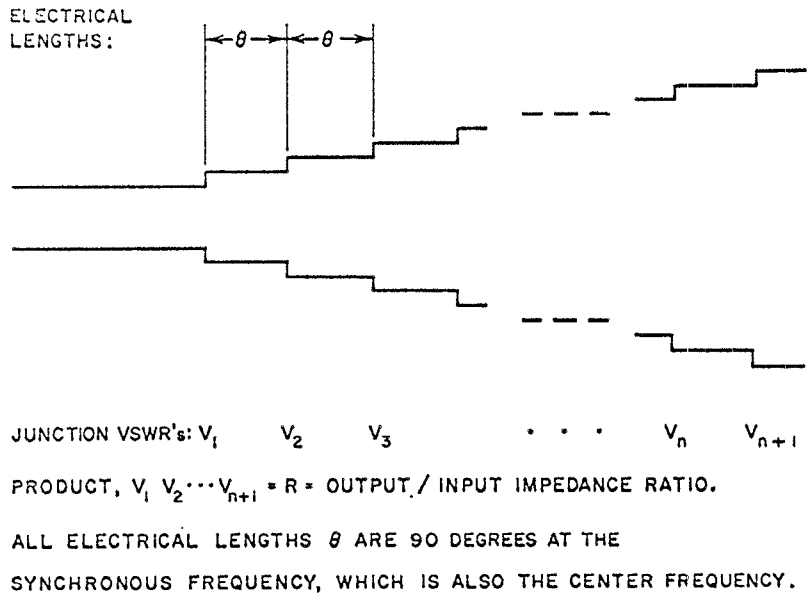 ELECTRICAL
LENGTHS:
θ θ
JUNCTION VSWR's: V₁ V₂ V₃ • • • Vₙ Vₙ₊₁
PRODUCT, V₁ V₂ ••• Vₙ₊₁ = R = OUTPUT / INPUT IMPEDANCE RATIO.
ALL ELECTRICAL LENGTHS θ ARE 90 DEGREES AT THE
SYNCHRONOUS FREQUENCY, WHICH IS ALSO THE CENTER FREQUENCY.